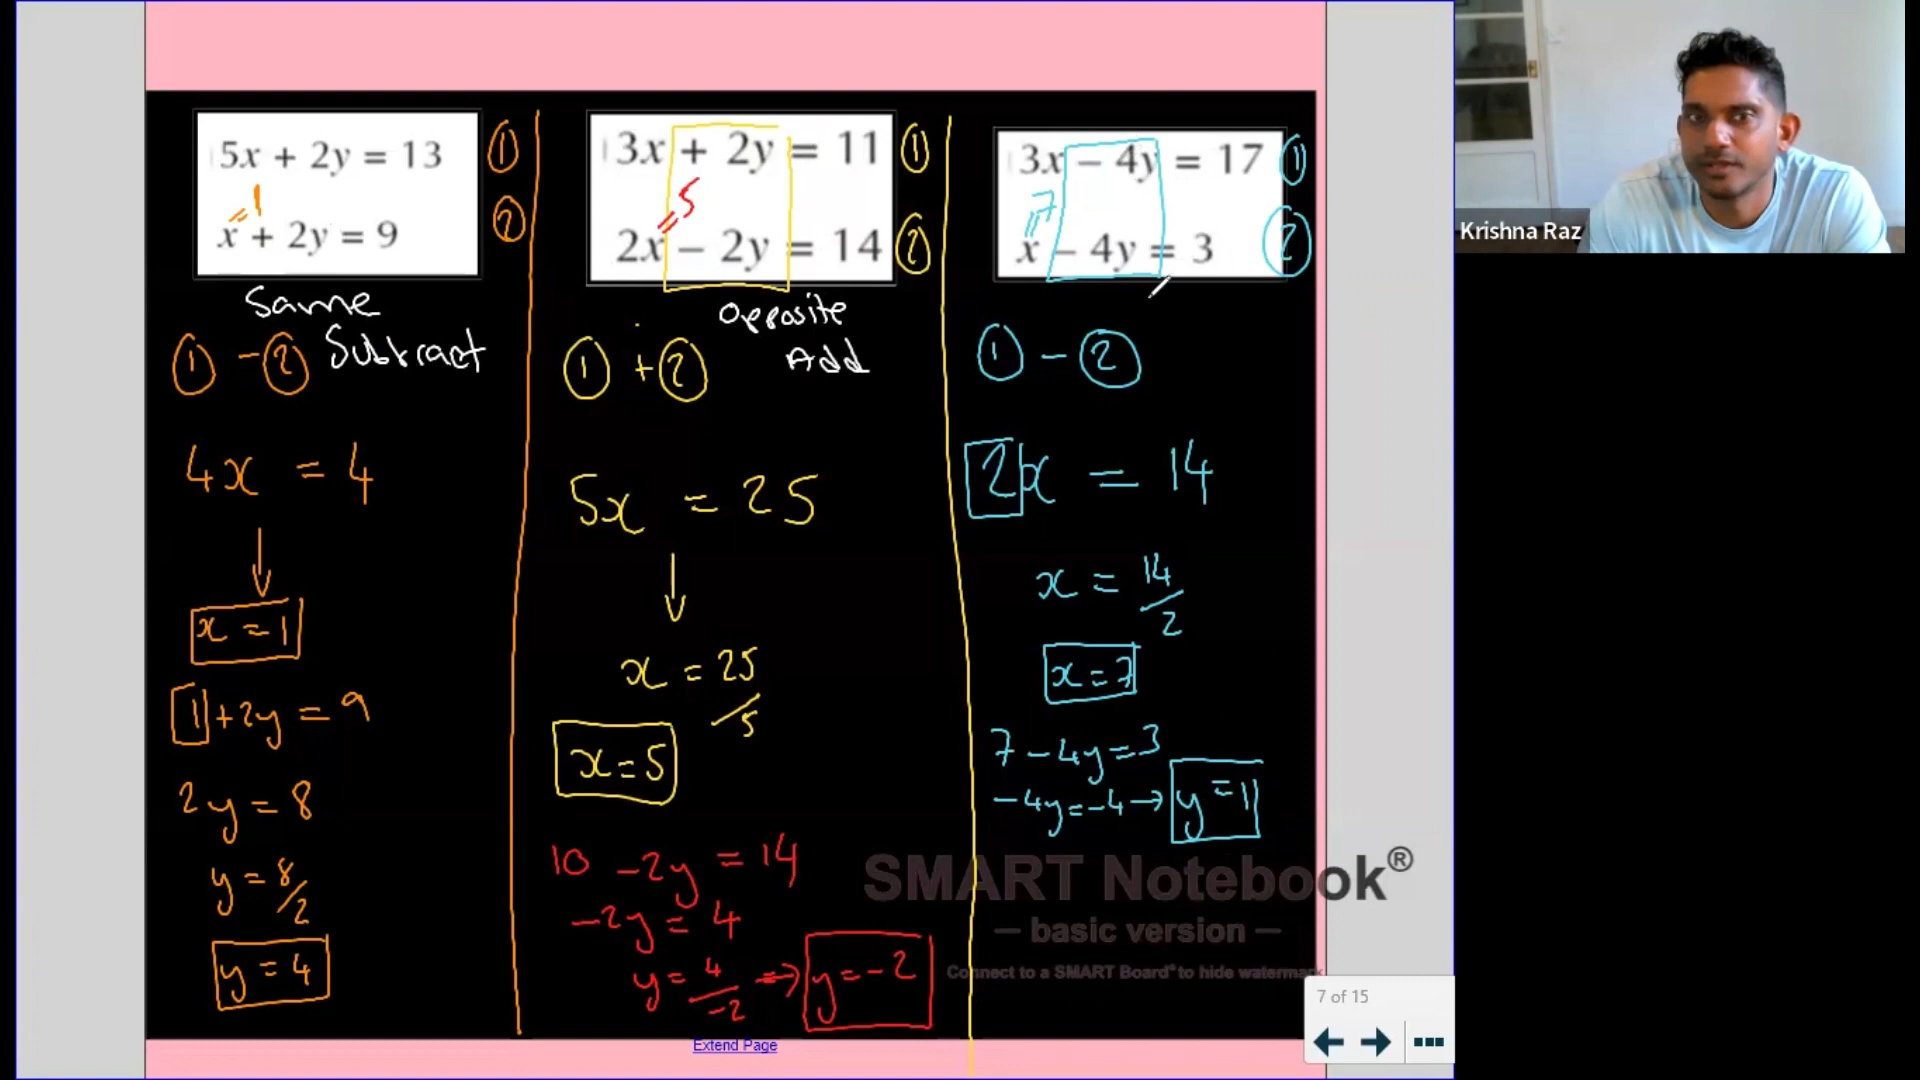 5x + 2y = 13 ①
= 1
x + 2y = 9 ②
Same
① - ② Subtract
4x = 4
x = 1
1 + 2y = 9
2y = 8
y = 8/2
y = 4
3x + 2y = 11 ①
= 5
2x − 2y = 14 ②
Opposite
① + ② Add
5x = 25
x = 25/5
x = 5
10 - 2y = 14
-2y = 4
y = 4/-2 → y = -2
3x − 4y = 17 ①
= 7
x − 4y = 3 ②
① - ②
2x = 14
x = 14/2
x = 7
7 - 4y = 3
-4y = -4 → y = 1
SMART Notebook®
— basic version —
Connect to a SMART Board® to hide watermark
Extend Page
7 of 15
Krishna Raz